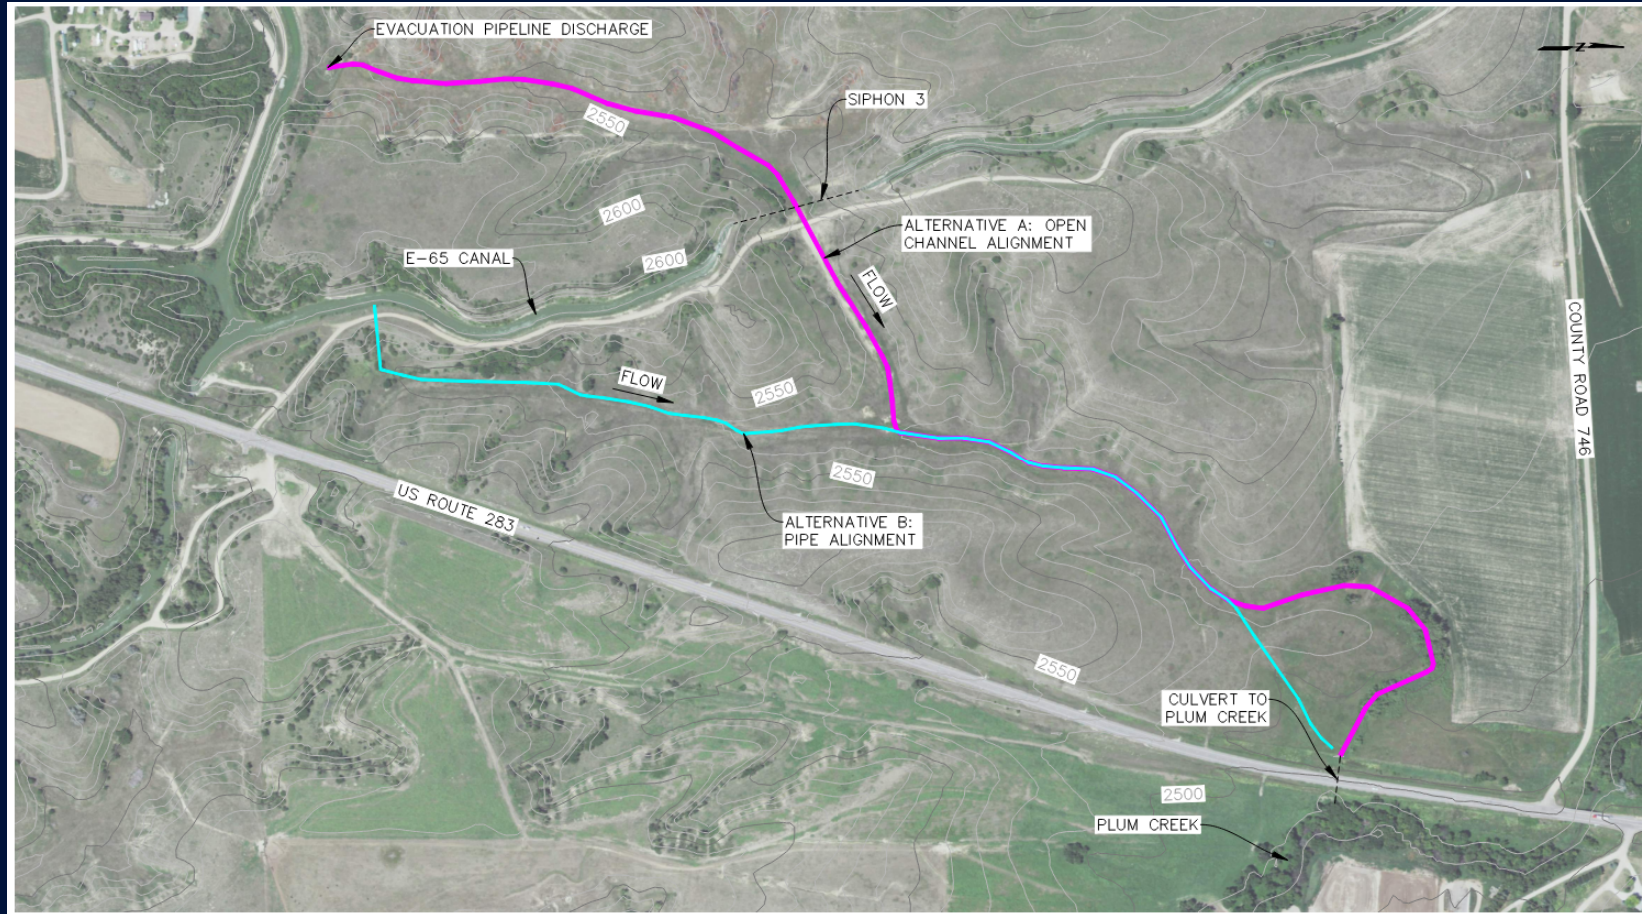 EVACUATION PIPELINE DISCHARGE
Z
SIPHON 3
2550
2600
ALTERNATIVE A: OPEN
CHANNEL ALIGNMENT
E-65 CANAL
2600
FLOW
COUNTY ROAD 746
FLOW
2550
2550
US ROUTE 283
ALTERNATIVE B:
PIPE ALIGNMENT
2550
CULVERT TO
PLUM CREEK
2500
PLUM CREEK